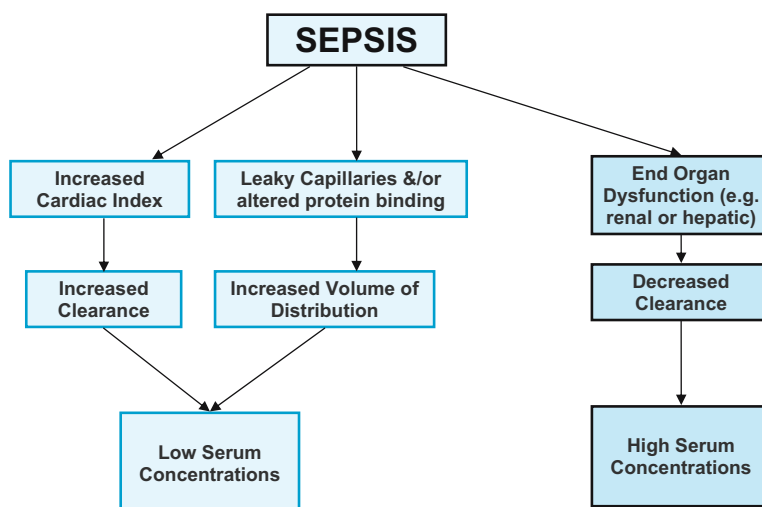 SEPSIS
Increased
Cardiac Index
Leaky Capillaries &/or
altered protein binding
End Organ
Dysfunction (e.g.
renal or hepatic)
Increased
Clearance
Increased Volume of
Distribution
Decreased
Clearance
Low Serum
Concentrations
High Serum
Concentrations